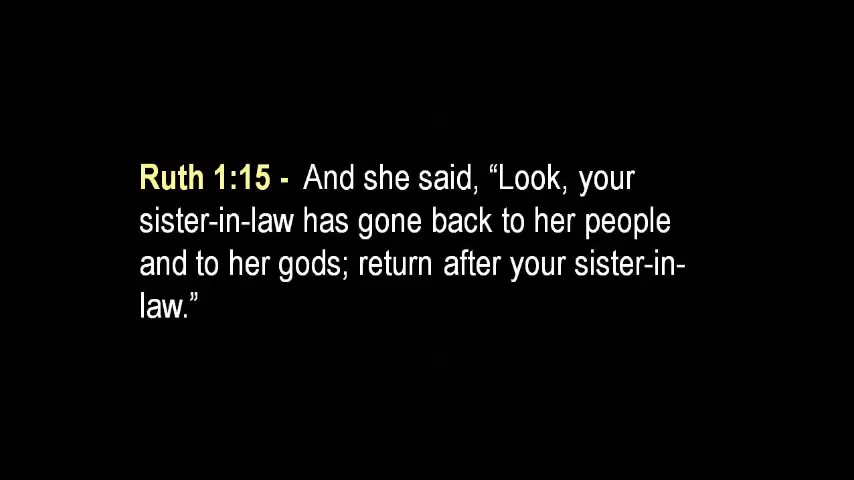 Ruth 1:15 - And she said, “Look, your
sister-in-law has gone back to her people
and to her gods; return after your sister-in-
law.”